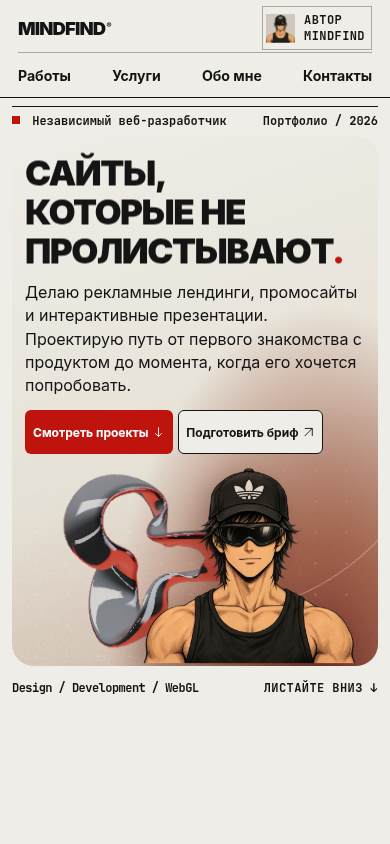 MINDFIND®
АВТОР
MINDFIND
Работы Услуги Обо мне Контакты
Независимый веб-разработчик Портфолио / 2026
САЙТЫ,
КОТОРЫЕ НЕ
ПРОЛИСТЫВАЮТ.
Делаю рекламные лендинги, промосайты
и интерактивные презентации.
Проектирую путь от первого знакомства с
продуктом до момента, когда его хочется
попробовать.
Смотреть проекты ↓ Подготовить бриф ↗
Design / Development / WebGL ЛИСТАЙТЕ ВНИЗ ↓